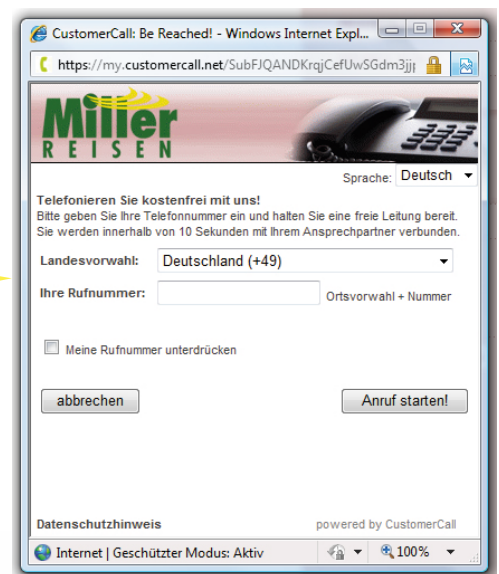 CustomerCall: Be Reached! - Windows Internet Expl...
https://my.customercall.net/SubFJQANDKrqjCefUwSGdm3jj
Miller
REISEN
Sprache: Deutsch
Telefonieren Sie kostenfrei mit uns!
Bitte geben Sie Ihre Telefonnummer ein und halten Sie eine freie Leitung bereit.
Sie werden innerhalb von 10 Sekunden mit Ihrem Ansprechpartner verbunden.
Landesvorwahl: Deutschland (+49)
Ihre Rufnummer: Ortsvorwahl + Nummer
Meine Rufnummer unterdrücken
abbrechen Anruf starten!
Datenschutzhinweis powered by CustomerCall
Internet | Geschützter Modus: Aktiv 100%